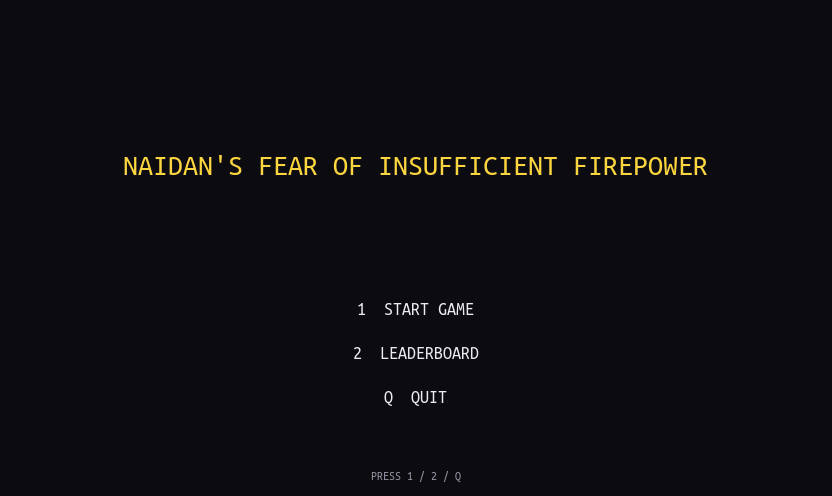 NAIDAN'S FEAR OF INSUFFICIENT FIREPOWER
1 START GAME
2 LEADERBOARD
Q QUIT
PRESS 1 / 2 / Q